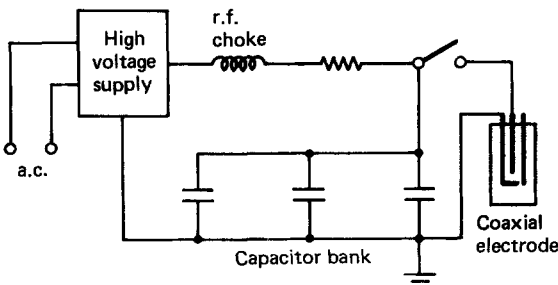 High
voltage
supply
r.f.
choke
a.c.
Capacitor bank
Coaxial
electrode